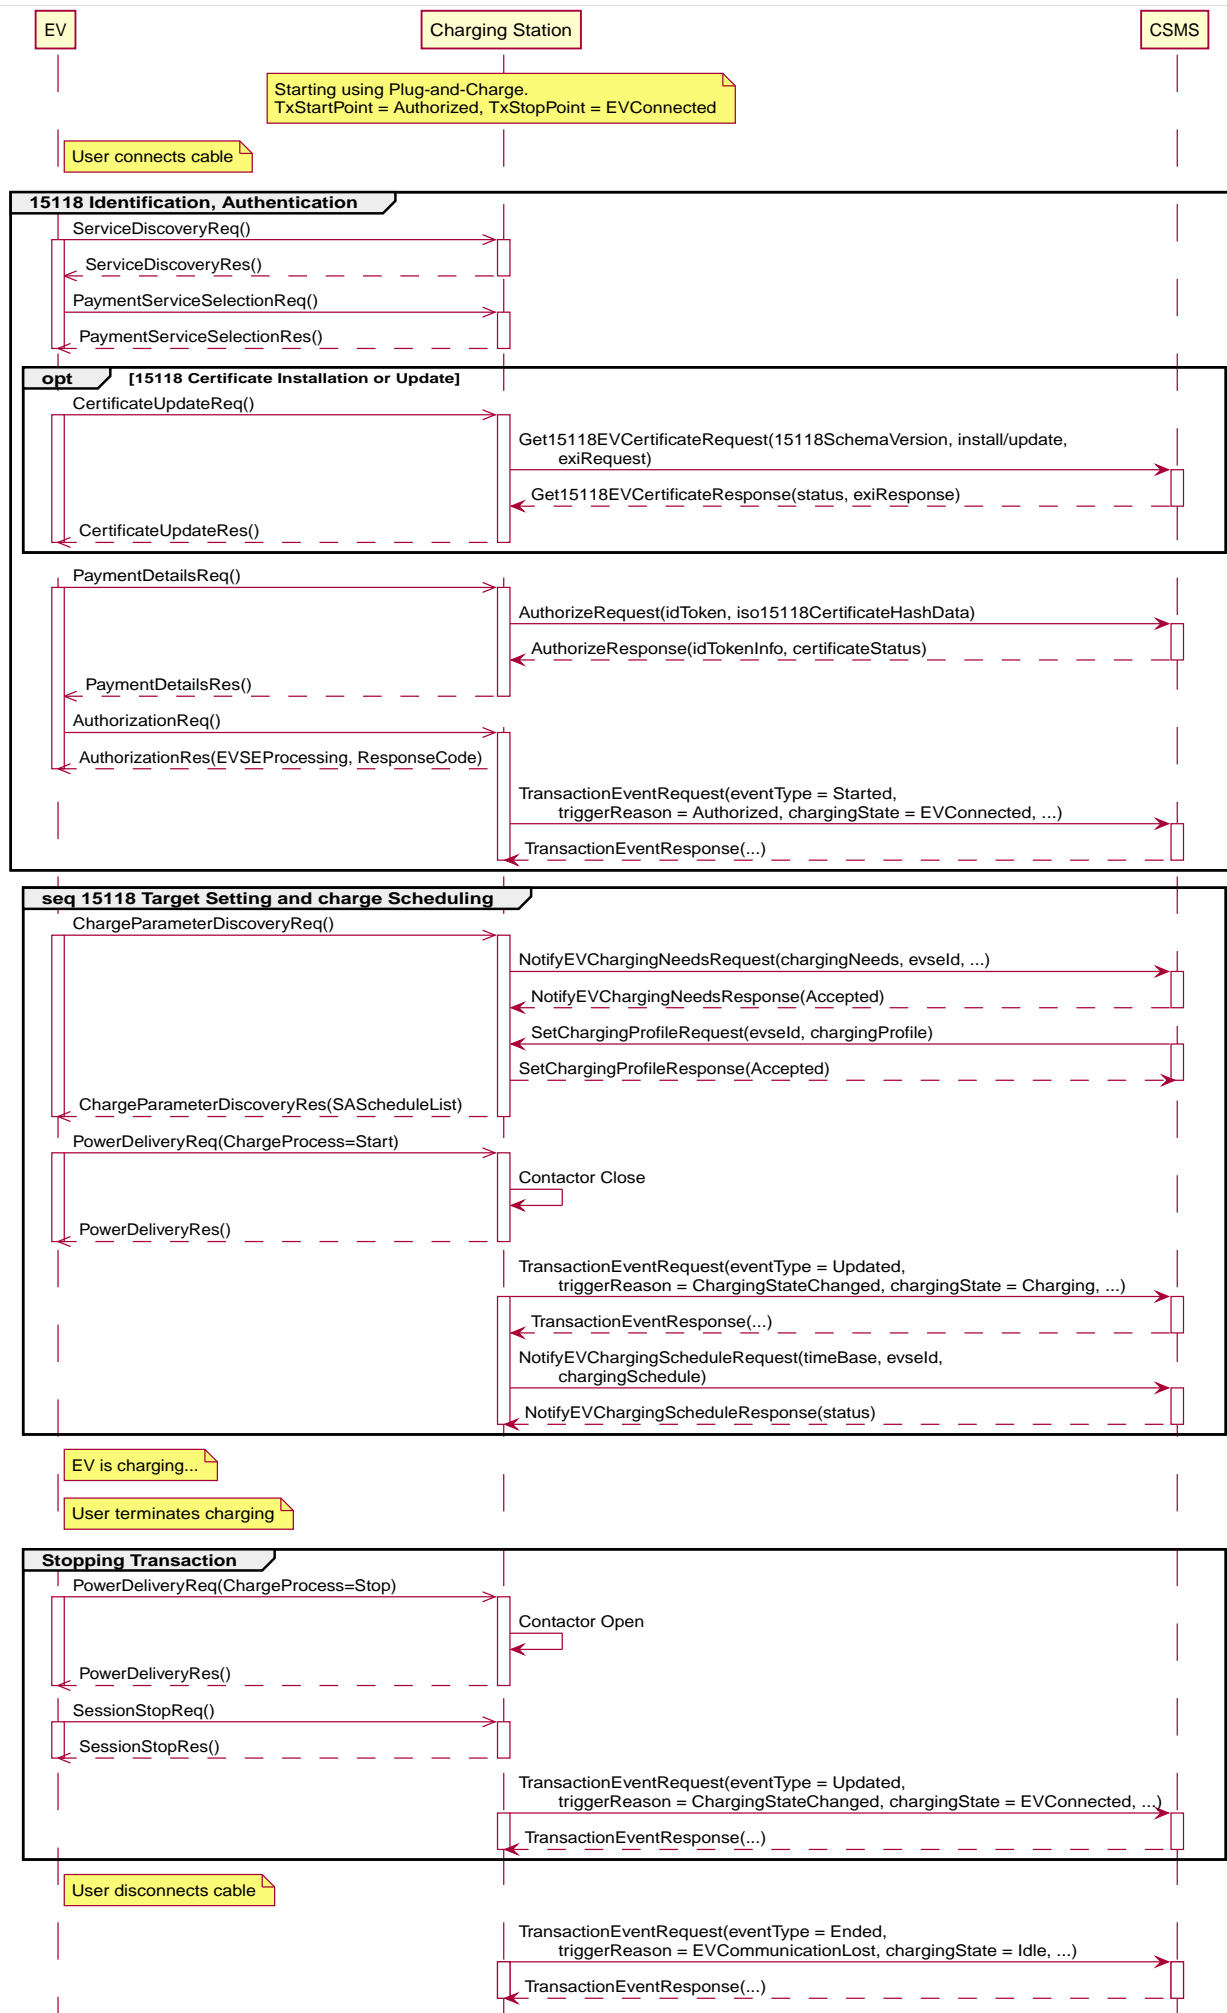 EV
Charging Station
CSMS
Starting using Plug-and-Charge.
TxStartPoint = Authorized, TxStopPoint = EVConnected
User connects cable
15118 Identification, Authentication
ServiceDiscoveryReq()
ServiceDiscoveryRes()
PaymentServiceSelectionReq()
PaymentServiceSelectionRes()
opt
[15118 Certificate Installation or Update]
CertificateUpdateReq()
Get15118EVCertificateRequest(15118SchemaVersion, install/update,
exiRequest)
Get15118EVCertificateResponse(status, exiResponse)
CertificateUpdateRes()
PaymentDetailsReq()
AuthorizeRequest(idToken, iso15118CertificateHashData)
AuthorizeResponse(idTokenInfo, certificateStatus)
PaymentDetailsRes()
AuthorizationReq()
AuthorizationRes(EVSEProcessing, ResponseCode)
TransactionEventRequest(eventType = Started,
triggerReason = Authorized, chargingState = EVConnected, ...)
TransactionEventResponse(...)
seq 15118 Target Setting and charge Scheduling
ChargeParameterDiscoveryReq()
NotifyEVChargingNeedsRequest(chargingNeeds, evseId, ...)
NotifyEVChargingNeedsResponse(Accepted)
SetChargingProfileRequest(evseId, chargingProfile)
SetChargingProfileResponse(Accepted)
ChargeParameterDiscoveryRes(SAScheduleList)
PowerDeliveryReq(ChargeProcess=Start)
Contactor Close
PowerDeliveryRes()
TransactionEventRequest(eventType = Updated,
triggerReason = ChargingStateChanged, chargingState = Charging, ...)
TransactionEventResponse(...)
NotifyEVChargingScheduleRequest(timeBase, evseId,
chargingSchedule)
NotifyEVChargingScheduleResponse(status)
EV is charging...
User terminates charging
Stopping Transaction
PowerDeliveryReq(ChargeProcess=Stop)
Contactor Open
PowerDeliveryRes()
SessionStopReq()
SessionStopRes()
TransactionEventRequest(eventType = Updated,
triggerReason = ChargingStateChanged, chargingState = EVConnected, ...)
TransactionEventResponse(...)
User disconnects cable
TransactionEventRequest(eventType = Ended,
triggerReason = EVCommunicationLost, chargingState = Idle, ...)
TransactionEventResponse(...)